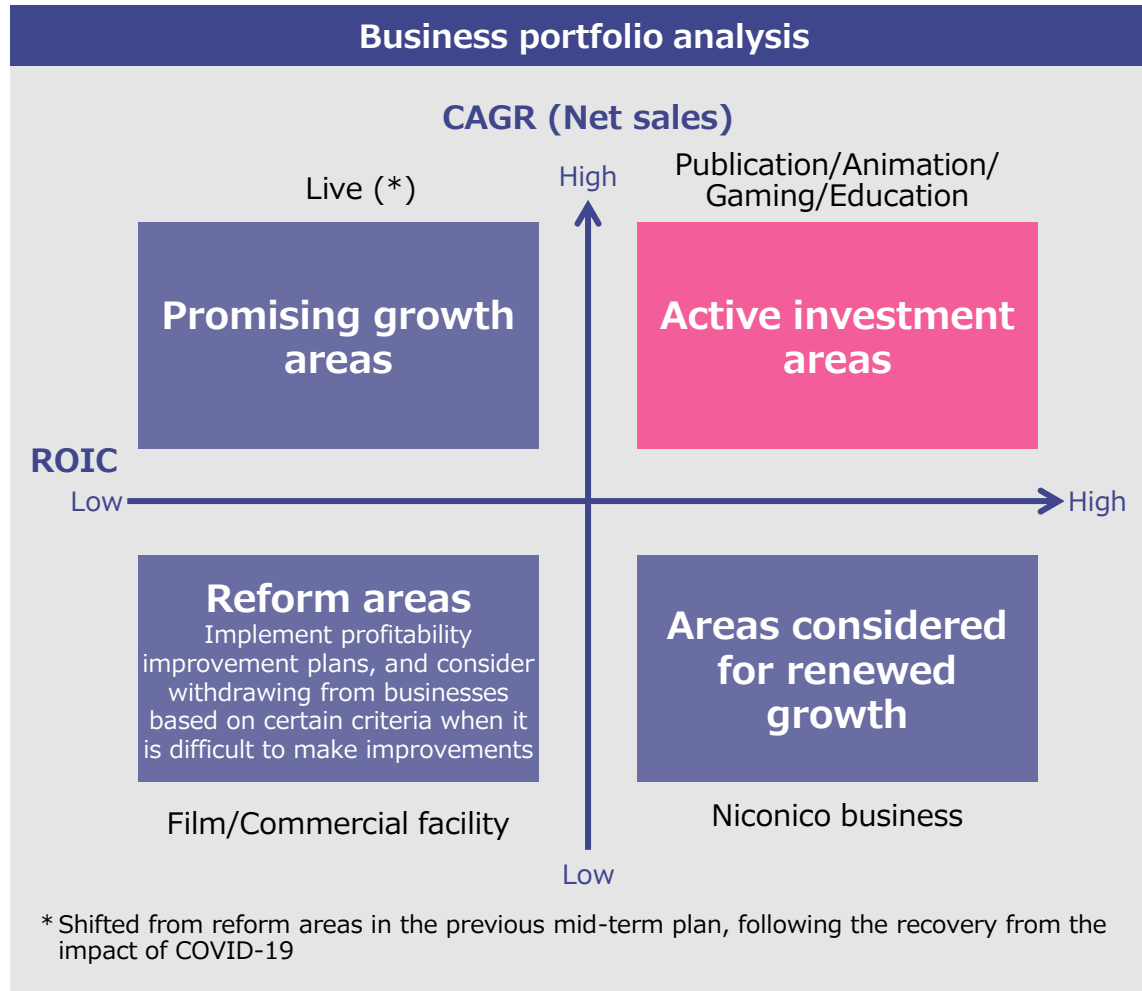 Business portfolio analysis
CAGR (Net sales)
Live (*)
High
Publication/Animation/
Gaming/Education
Promising growth
areas
Active investment
areas
ROIC
Low
High
Reform areas
Implement profitability
improvement plans, and consider
withdrawing from businesses
based on certain criteria when it
is difficult to make improvements
Areas considered
for renewed
growth
Film/Commercial facility
Niconico business
Low
* Shifted from reform areas in the previous mid-term plan, following the recovery from the
impact of COVID-19